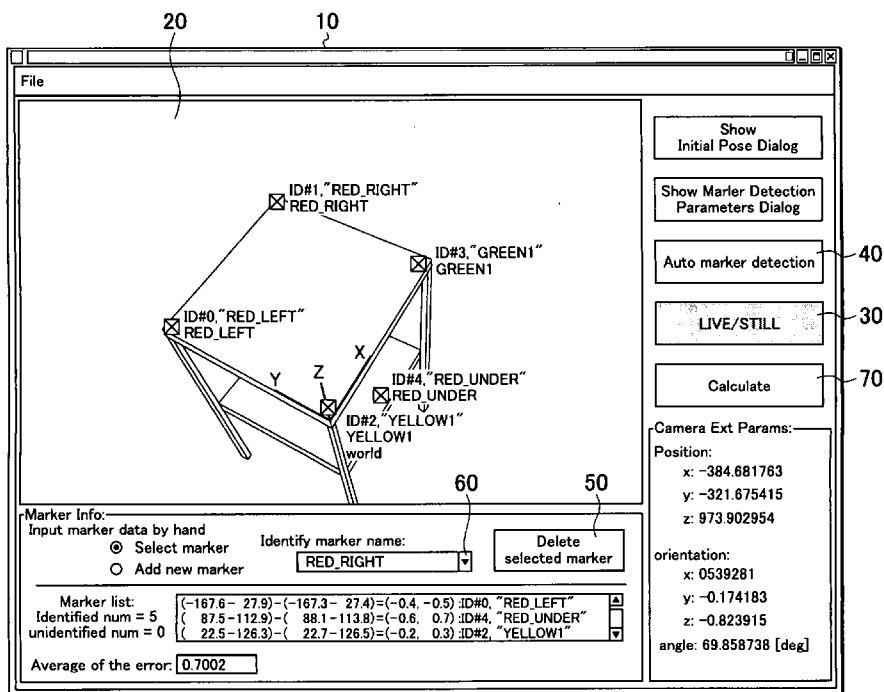 20
10
File
Show
Initial Pose Dialog
ID#1,"RED_RIGHT"
RED_RIGHT
Show Marler Detection
Parameters Dialog
ID#3,"GREEN1"
GREEN1
Auto marker detection
40
ID#0,"RED_LEFT"
RED_LEFT
LIVE/STILL
30
X
Z
Y
ID#4,"RED_UNDER"
RED_UNDER
Calculate
70
ID#2,"YELLOW1"
YELLOW1
world
Camera Ext Params:
Position:
x: -384.681763
y: -321.675415
z: 973.902954
orientation:
x: 0539281
y: -0.174183
z: -0.823915
angle: 69.858738 [deg]
60
50
Marker Info:
Input marker data by hand
Select marker
Add new marker
Identify marker name:
RED_RIGHT
Delete
selected marker
Marker list:
Identified num = 5
unidentified num = 0
(-167.6- 27.9)-(-167.3- 27.4)=(-0.4, -0.5) :ID#0, "RED_LEFT"
( 87.5-112.9)-( 88.1-113.8)=(-0.6, 0.7) :ID#4, "RED_UNDER"
( 22.5-126.3)-( 22.7-126.5)=(-0.2, 0.3) :ID#2, "YELLOW1"
Average of the error: 0.7002